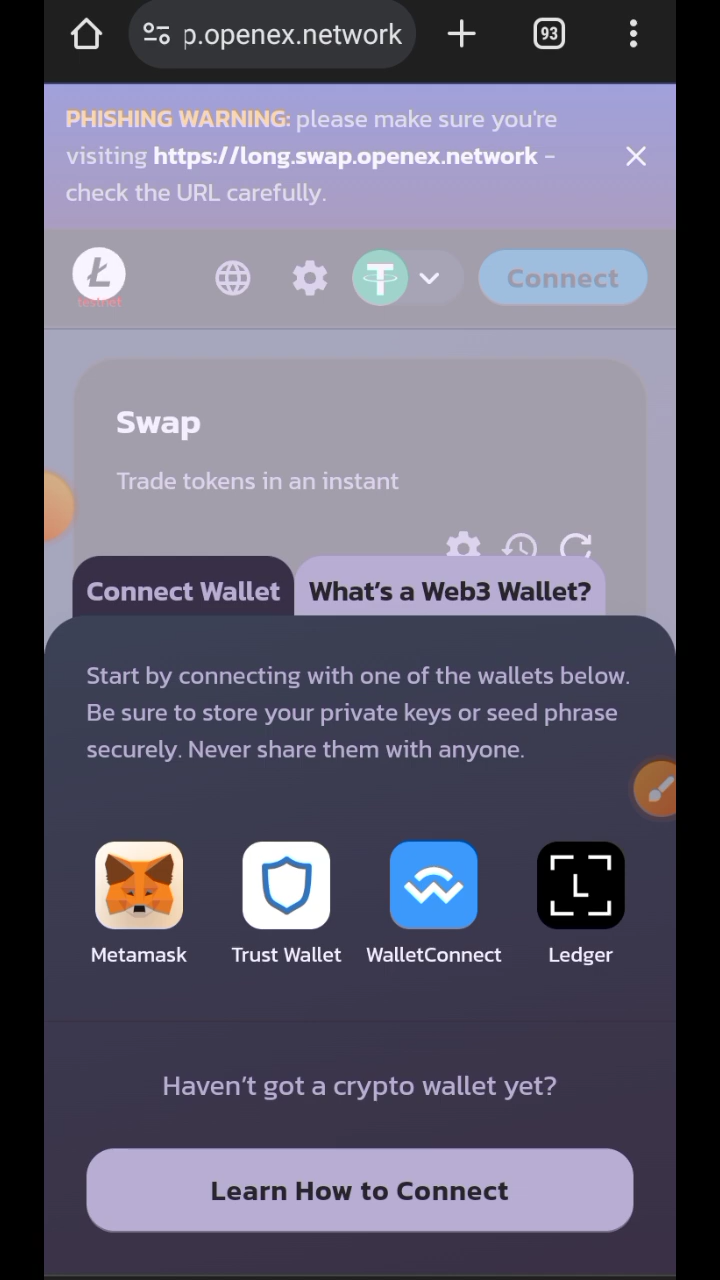 p.openex.network
93
PHISHING WARNING: please make sure you're
visiting https://long.swap.openex.network -
check the URL carefully.
testnet
Connect
Swap
Trade tokens in an instant
Connect Wallet
What's a Web3 Wallet?
Start by connecting with one of the wallets below.
Be sure to store your private keys or seed phrase
securely. Never share them with anyone.
L
Metamask
Trust Wallet
WalletConnect
Ledger
Haven't got a crypto wallet yet?
Learn How to Connect